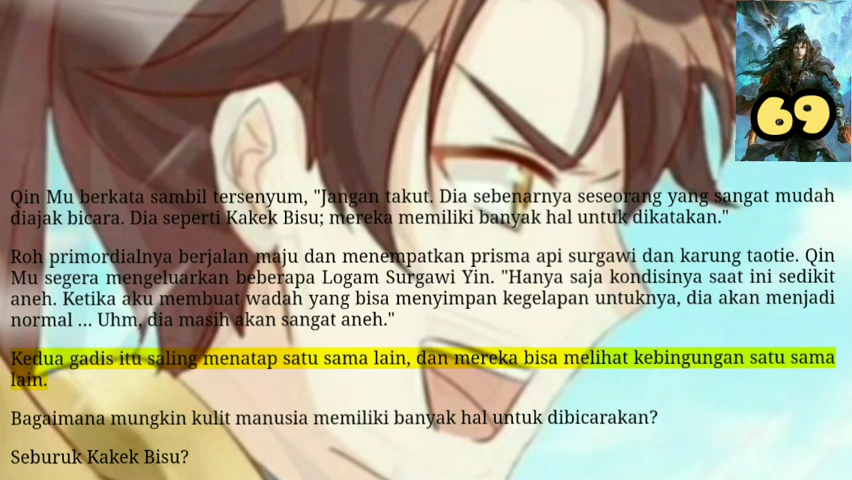 69
Qin Mu berkata sambil tersenyum, "Jangan takut. Dia sebenarnya seseorang yang sangat mudah
diajak bicara. Dia seperti Kakek Bisu; mereka memiliki banyak hal untuk dikatakan."
Roh primordialnya berjalan maju dan menempatkan prisma api surgawi dan karung taotie. Qin
Mu segera mengeluarkan beberapa Logam Surgawi Yin. "Hanya saja kondisinya saat ini sedikit
aneh. Ketika aku membuat wadah yang bisa menyimpan kegelapan untuknya, dia akan menjadi
normal ... Uhm, dia masih akan sangat aneh."
Kedua gadis itu saling menatap satu sama lain, dan mereka bisa melihat kebingungan satu sama
lain.
Bagaimana mungkin kulit manusia memiliki banyak hal untuk dibicarakan?
Seburuk Kakek Bisu?